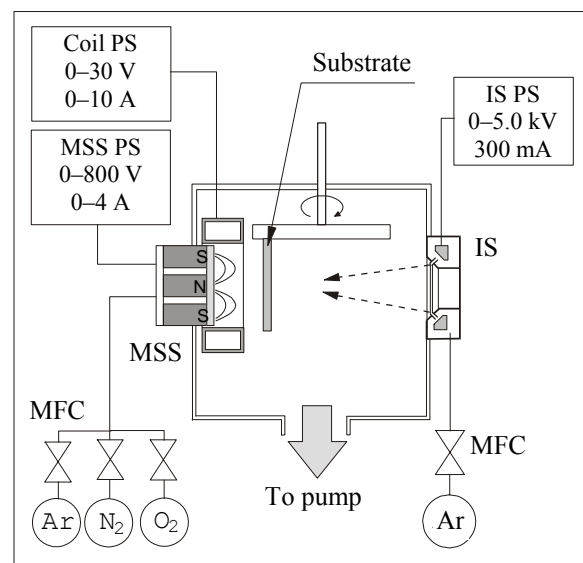 Coil PS
0–30 V
0–10 A
MSS PS
0–800 V
0–4 A
Substrate
IS PS
0–5.0 kV
300 mA
S
N
S
MSS
IS
MFC
Ar
N₂
O₂
To pump
MFC
Ar